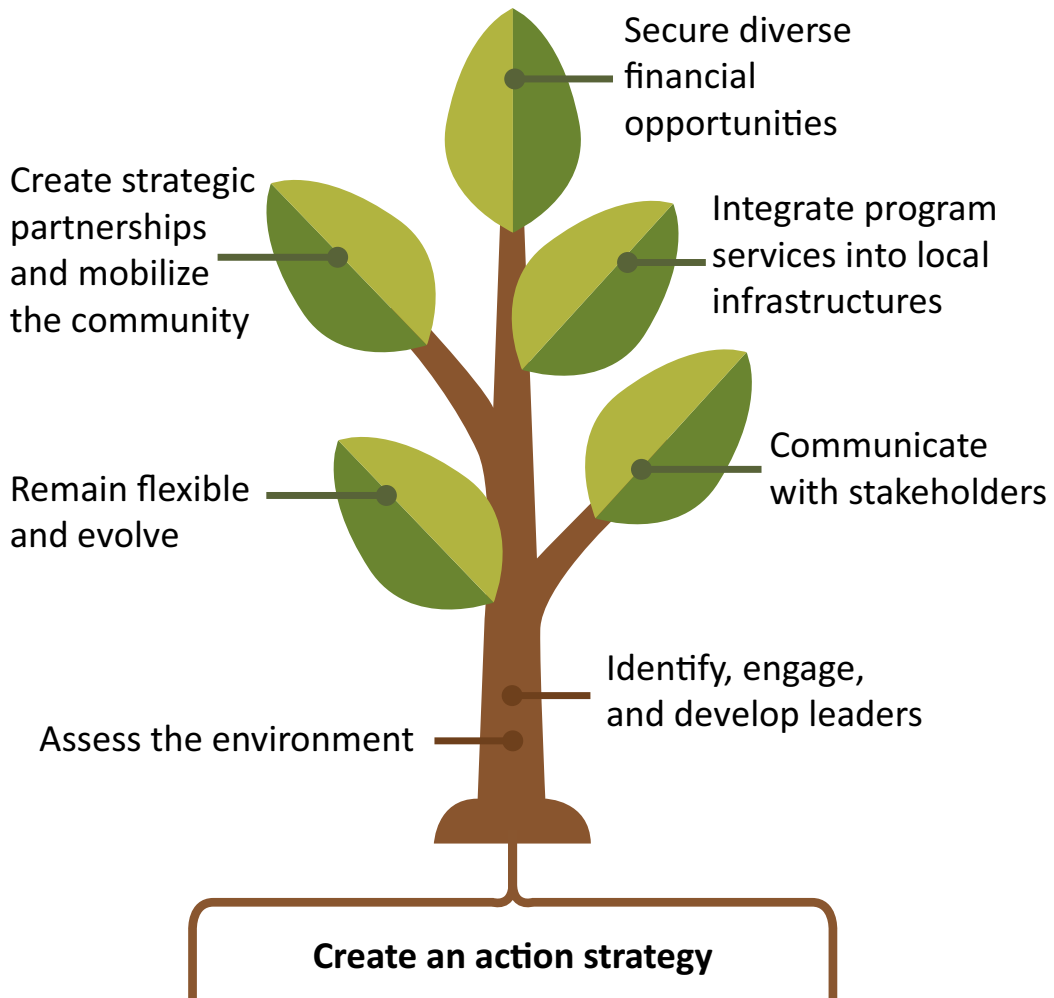 Secure diverse
financial
opportunities
Create strategic
partnerships
and mobilize
the community
Integrate program
services into local
infrastructures
Communicate
with stakeholders
Remain flexible
and evolve
Identify, engage,
and develop leaders
Assess the environment
Create an action strategy